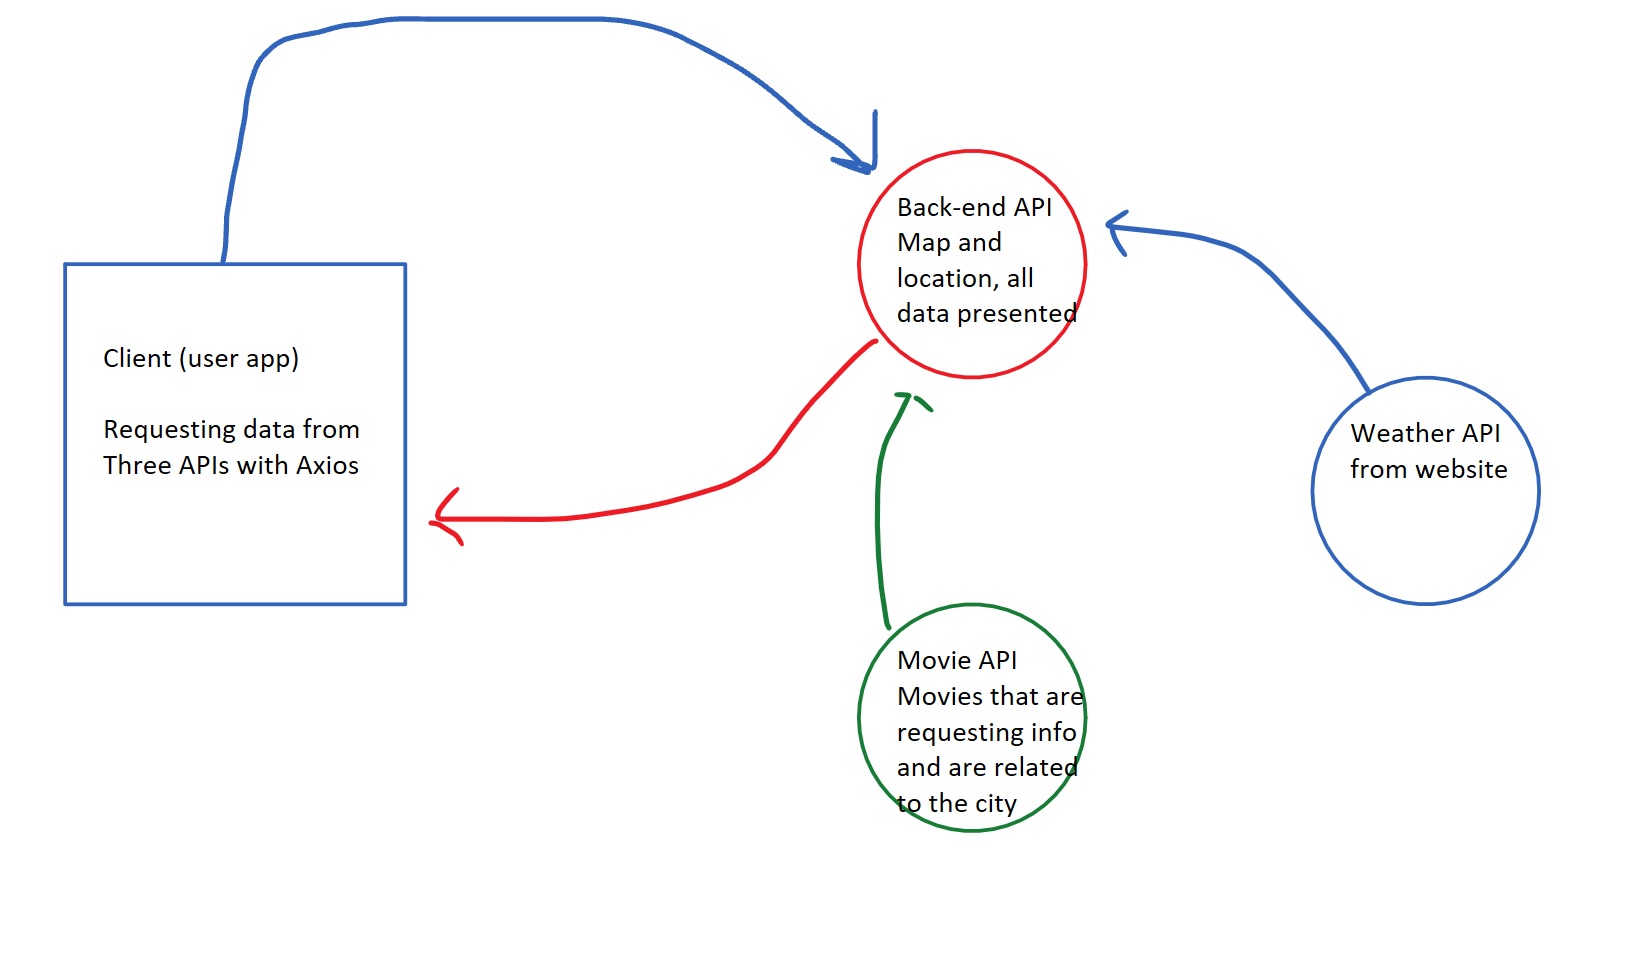 Back-end API
Map and
location, all
data presented
Client (user app)
Requesting data from
Three APIs with Axios
Weather API
from website
Movie API
Movies that are
requesting info
and are related
to the city